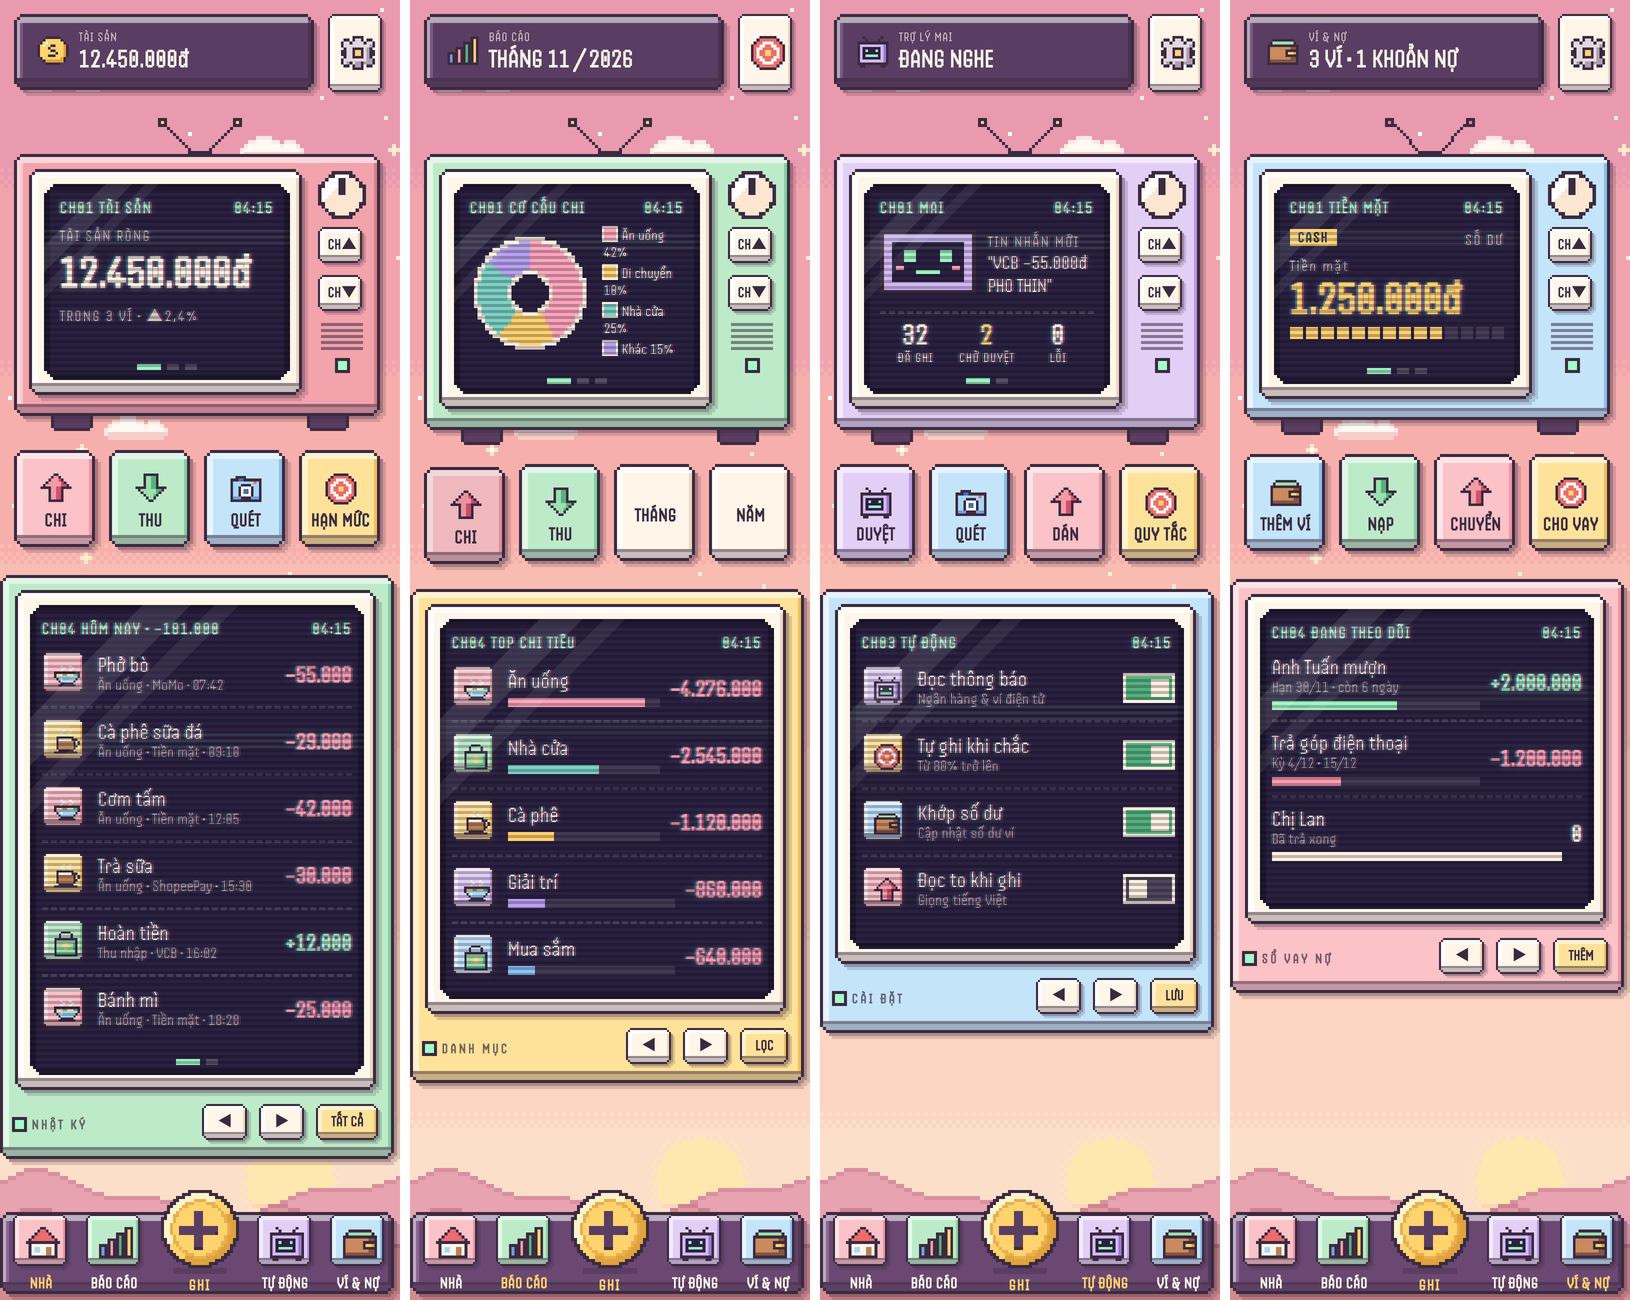 TÀI SẢN
12.450.000đ
CH01 TÀI SẢN 04:15
TÀI SẢN RÒNG
12.450.000đ
TRONG 3 VÍ · ▲2,4%
CH▲
CH▼
CHI
THU
QUÉT
HẠN MỨC
CH04 HÔM NAY · -181.000 04:15
Phở bò
Ăn uống · MoMo · 07:42
-55.000
Cà phê sữa đá
Ăn uống · Tiền mặt · 09:10
-29.000
Cơm tấm
Ăn uống · Tiền mặt · 12:05
-42.000
Trà sữa
Ăn uống · ShopeePay · 15:30
-30.000
Hoàn tiền
Thu nhập · VCB · 16:02
+12.000
Bánh mì
Ăn uống · Tiền mặt · 18:20
-25.000
NHẬT KÝ
◀
▶
TẤT CẢ
NHÀ
BÁO CÁO
GHI
TỰ ĐỘNG
VÍ & NỢ
BÁO CÁO
THÁNG 11/2026
CH01 CƠ CẤU CHI 04:15
Ăn uống
42%
Di chuyển
18%
Nhà cửa
25%
Khác 15%
CH▲
CH▼
CHI
THU
THÁNG
NĂM
CH04 TOP CHI TIÊU 04:15
Ăn uống
-4.276.000
Nhà cửa
-2.545.000
Cà phê
-1.120.000
Giải trí
-860.000
Mua sắm
-640.000
DANH MỤC
◀
▶
LỌC
NHÀ
BÁO CÁO
GHI
TỰ ĐỘNG
VÍ & NỢ
TRỢ LÝ MAI
ĐANG NGHE
CH01 MAI 04:15
TIN NHẮN MỚI
"VCB -55.000đ
PHO THIN"
32
ĐÃ GHI
2
CHỜ DUYỆT
0
LỖI
CH▲
CH▼
DUYỆT
QUÉT
DÁN
QUY TẮC
CH03 TỰ ĐỘNG 04:15
Đọc thông báo
Ngân hàng & ví điện tử
Tự ghi khi chắc
Từ 80% trở lên
Khớp số dư
Cập nhật số dư ví
Đọc to khi ghi
Giọng tiếng Việt
CÀI ĐẶT
◀
▶
LƯU
NHÀ
BÁO CÁO
GHI
TỰ ĐỘNG
VÍ & NỢ
VÍ & NỢ
3 VÍ · 1 KHOẢN NỢ
CH01 TIỀN MẶT 04:15
CASH
SỐ DƯ
Tiền mặt
1.250.000đ
CH▲
CH▼
THÊM VÍ
NẠP
CHUYỂN
CHO VAY
CH04 ĐANG THEO DÕI 04:15
Anh Tuấn mượn
Hạn 30/11 · còn 6 ngày
+2.000.000
Trả góp điện thoại
Kỳ 4/12 · 15/12
-1.200.000
Chị Lan
Đã trả xong
0
SỔ VAY NỢ
◀
▶
THÊM
NHÀ
BÁO CÁO
GHI
TỰ ĐỘNG
VÍ & NỢ